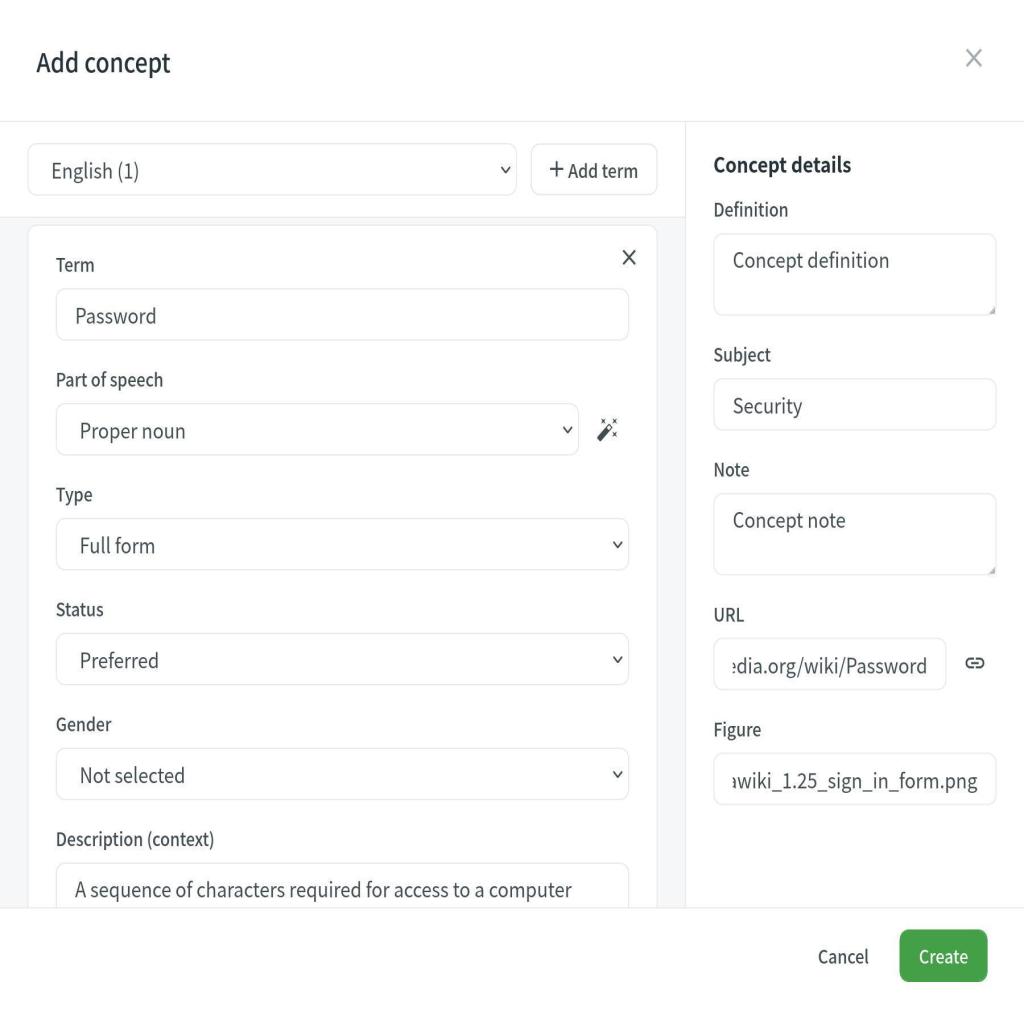 Add concept
English (1)
+ Add term
Term
Password
Part of speech
Proper noun
Type
Full form
Status
Preferred
Gender
Not selected
Description (context)
A sequence of characters required for access to a computer
Concept details
Definition
Concept definition
Subject
Security
Note
Concept note
URL
edia.org/wiki/Password
Figure
awiki_1.25_sign_in_form.png
Cancel
Create